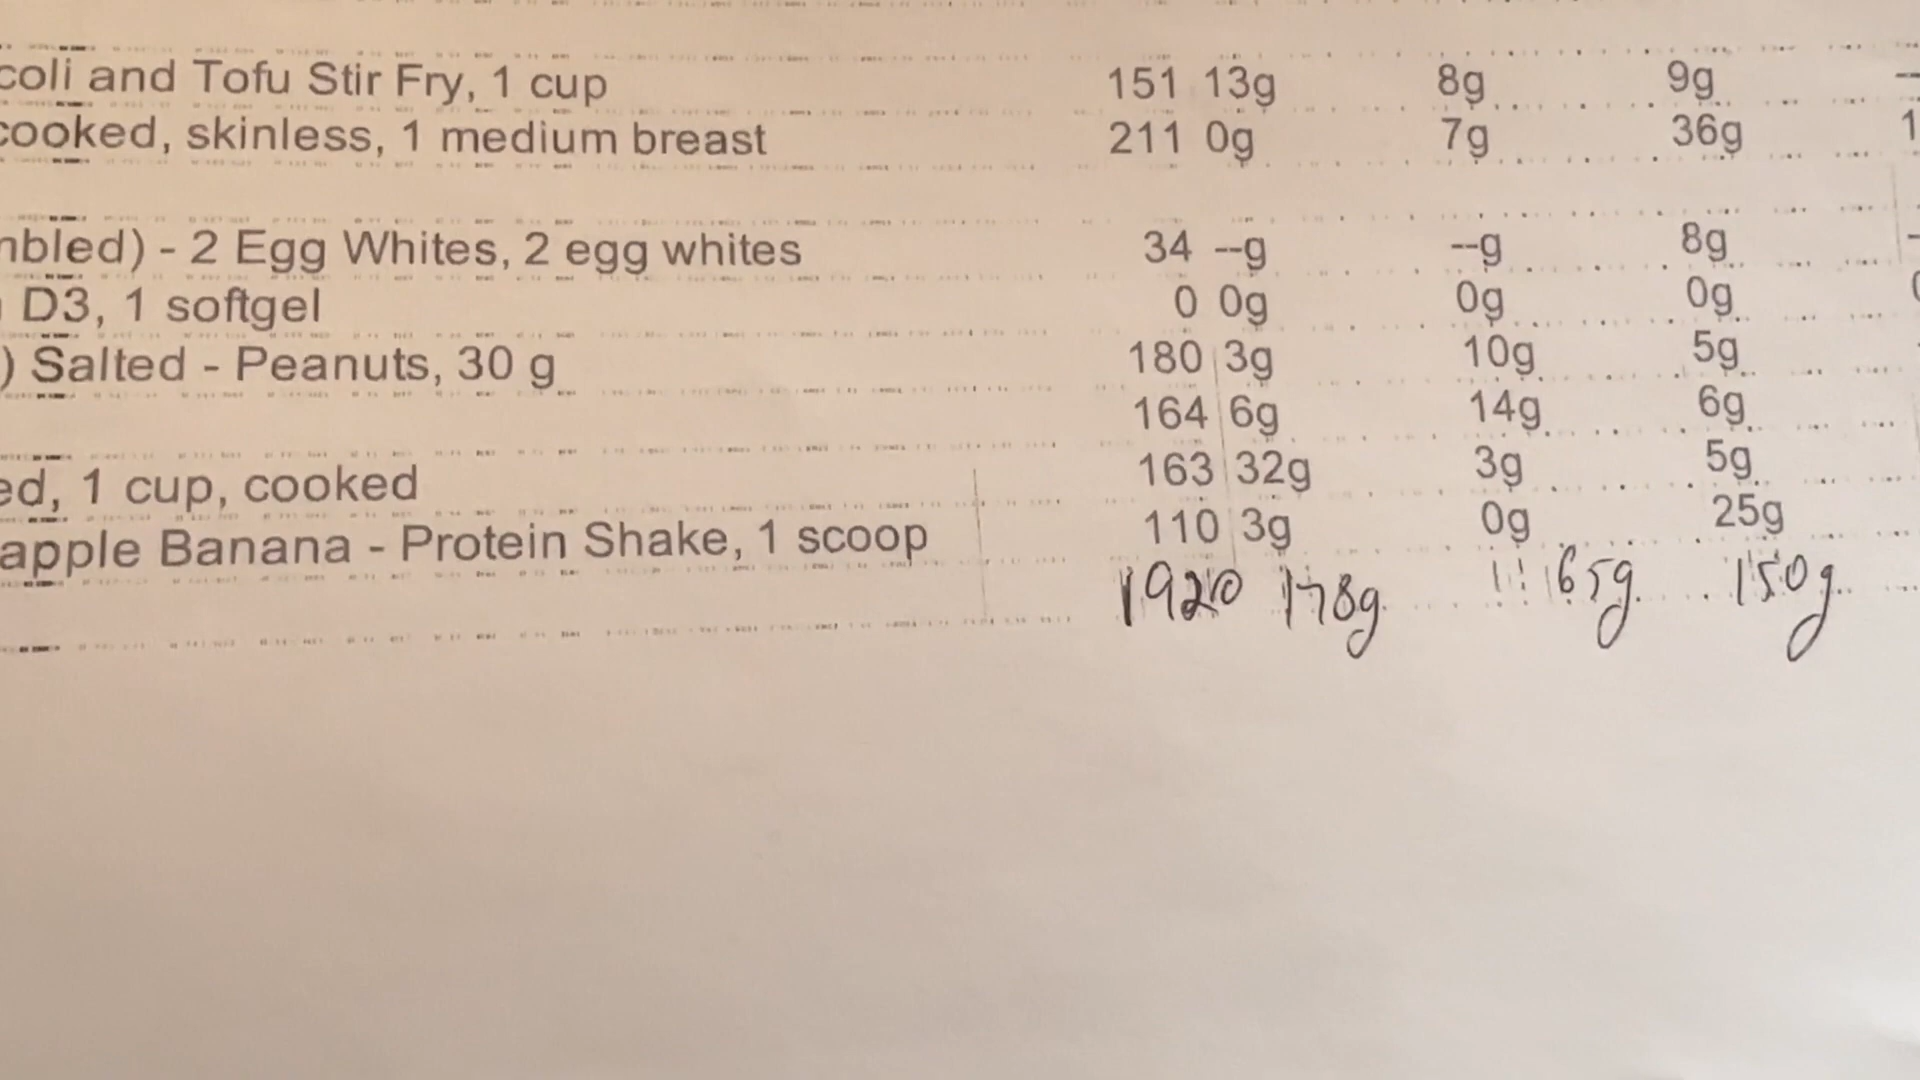 coli and Tofu Stir Fry, 1 cup 151 13g 8g 9g --
cooked, skinless, 1 medium breast 211 0g 7g 36g 1
mbled) - 2 Egg Whites, 2 egg whites 34 --g --g 8g
D3, 1 softgel 0 0g 0g 0g 0
) Salted - Peanuts, 30 g 180 3g 10g 5g
164 6g 14g 6g
ed, 1 cup, cooked 163 32g 3g 5g
apple Banana - Protein Shake, 1 scoop 110 3g 0g 25g
1920 178g 65g 150g